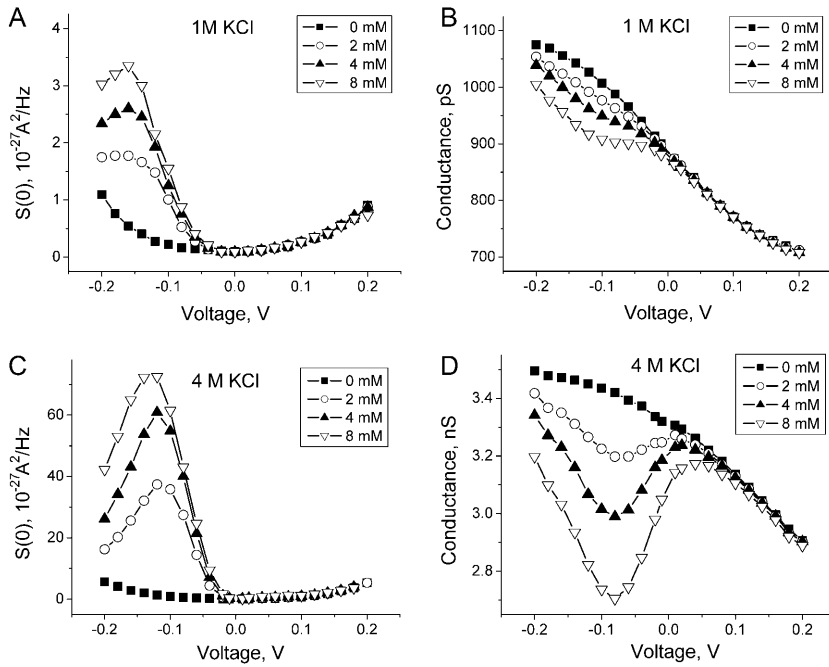 A
1M KCl
0 mM
2 mM
4 mM
8 mM
S(0), 10⁻²⁷A²/Hz
4
3
2
1
0
-0.2
-0.1
0.0
0.1
0.2
Voltage, V
B
1 M KCl
0 mM
2 mM
4 mM
8 mM
Conductance, pS
1100
1000
900
800
700
-0.2
-0.1
0.0
0.1
0.2
Voltage, V
C
4 M KCl
0 mM
2 mM
4 mM
8 mM
S(0), 10⁻²⁷A²/Hz
60
40
20
0
-0.2
-0.1
0.0
0.1
0.2
Voltage, V
D
4 M KCl
0 mM
2 mM
4 mM
8 mM
Conductance, nS
3.4
3.2
3.0
2.8
-0.2
-0.1
0.0
0.1
0.2
Voltage, V